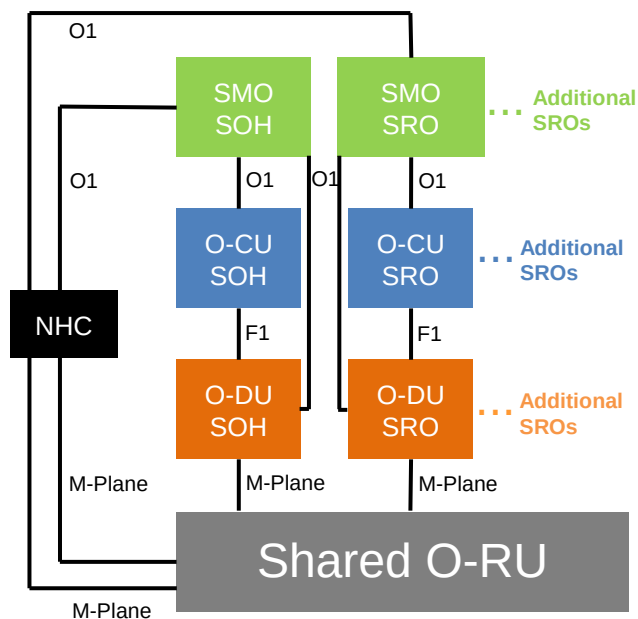 O1
SMO
SOH
SMO
SRO
... Additional
SROs
O1
O1
O1
O1
O-CU
SOH
O-CU
SRO
... Additional
SROs
NHC
F1
F1
O-DU
SOH
O-DU
SRO
... Additional
SROs
M-Plane
M-Plane
M-Plane
Shared O-RU
M-Plane